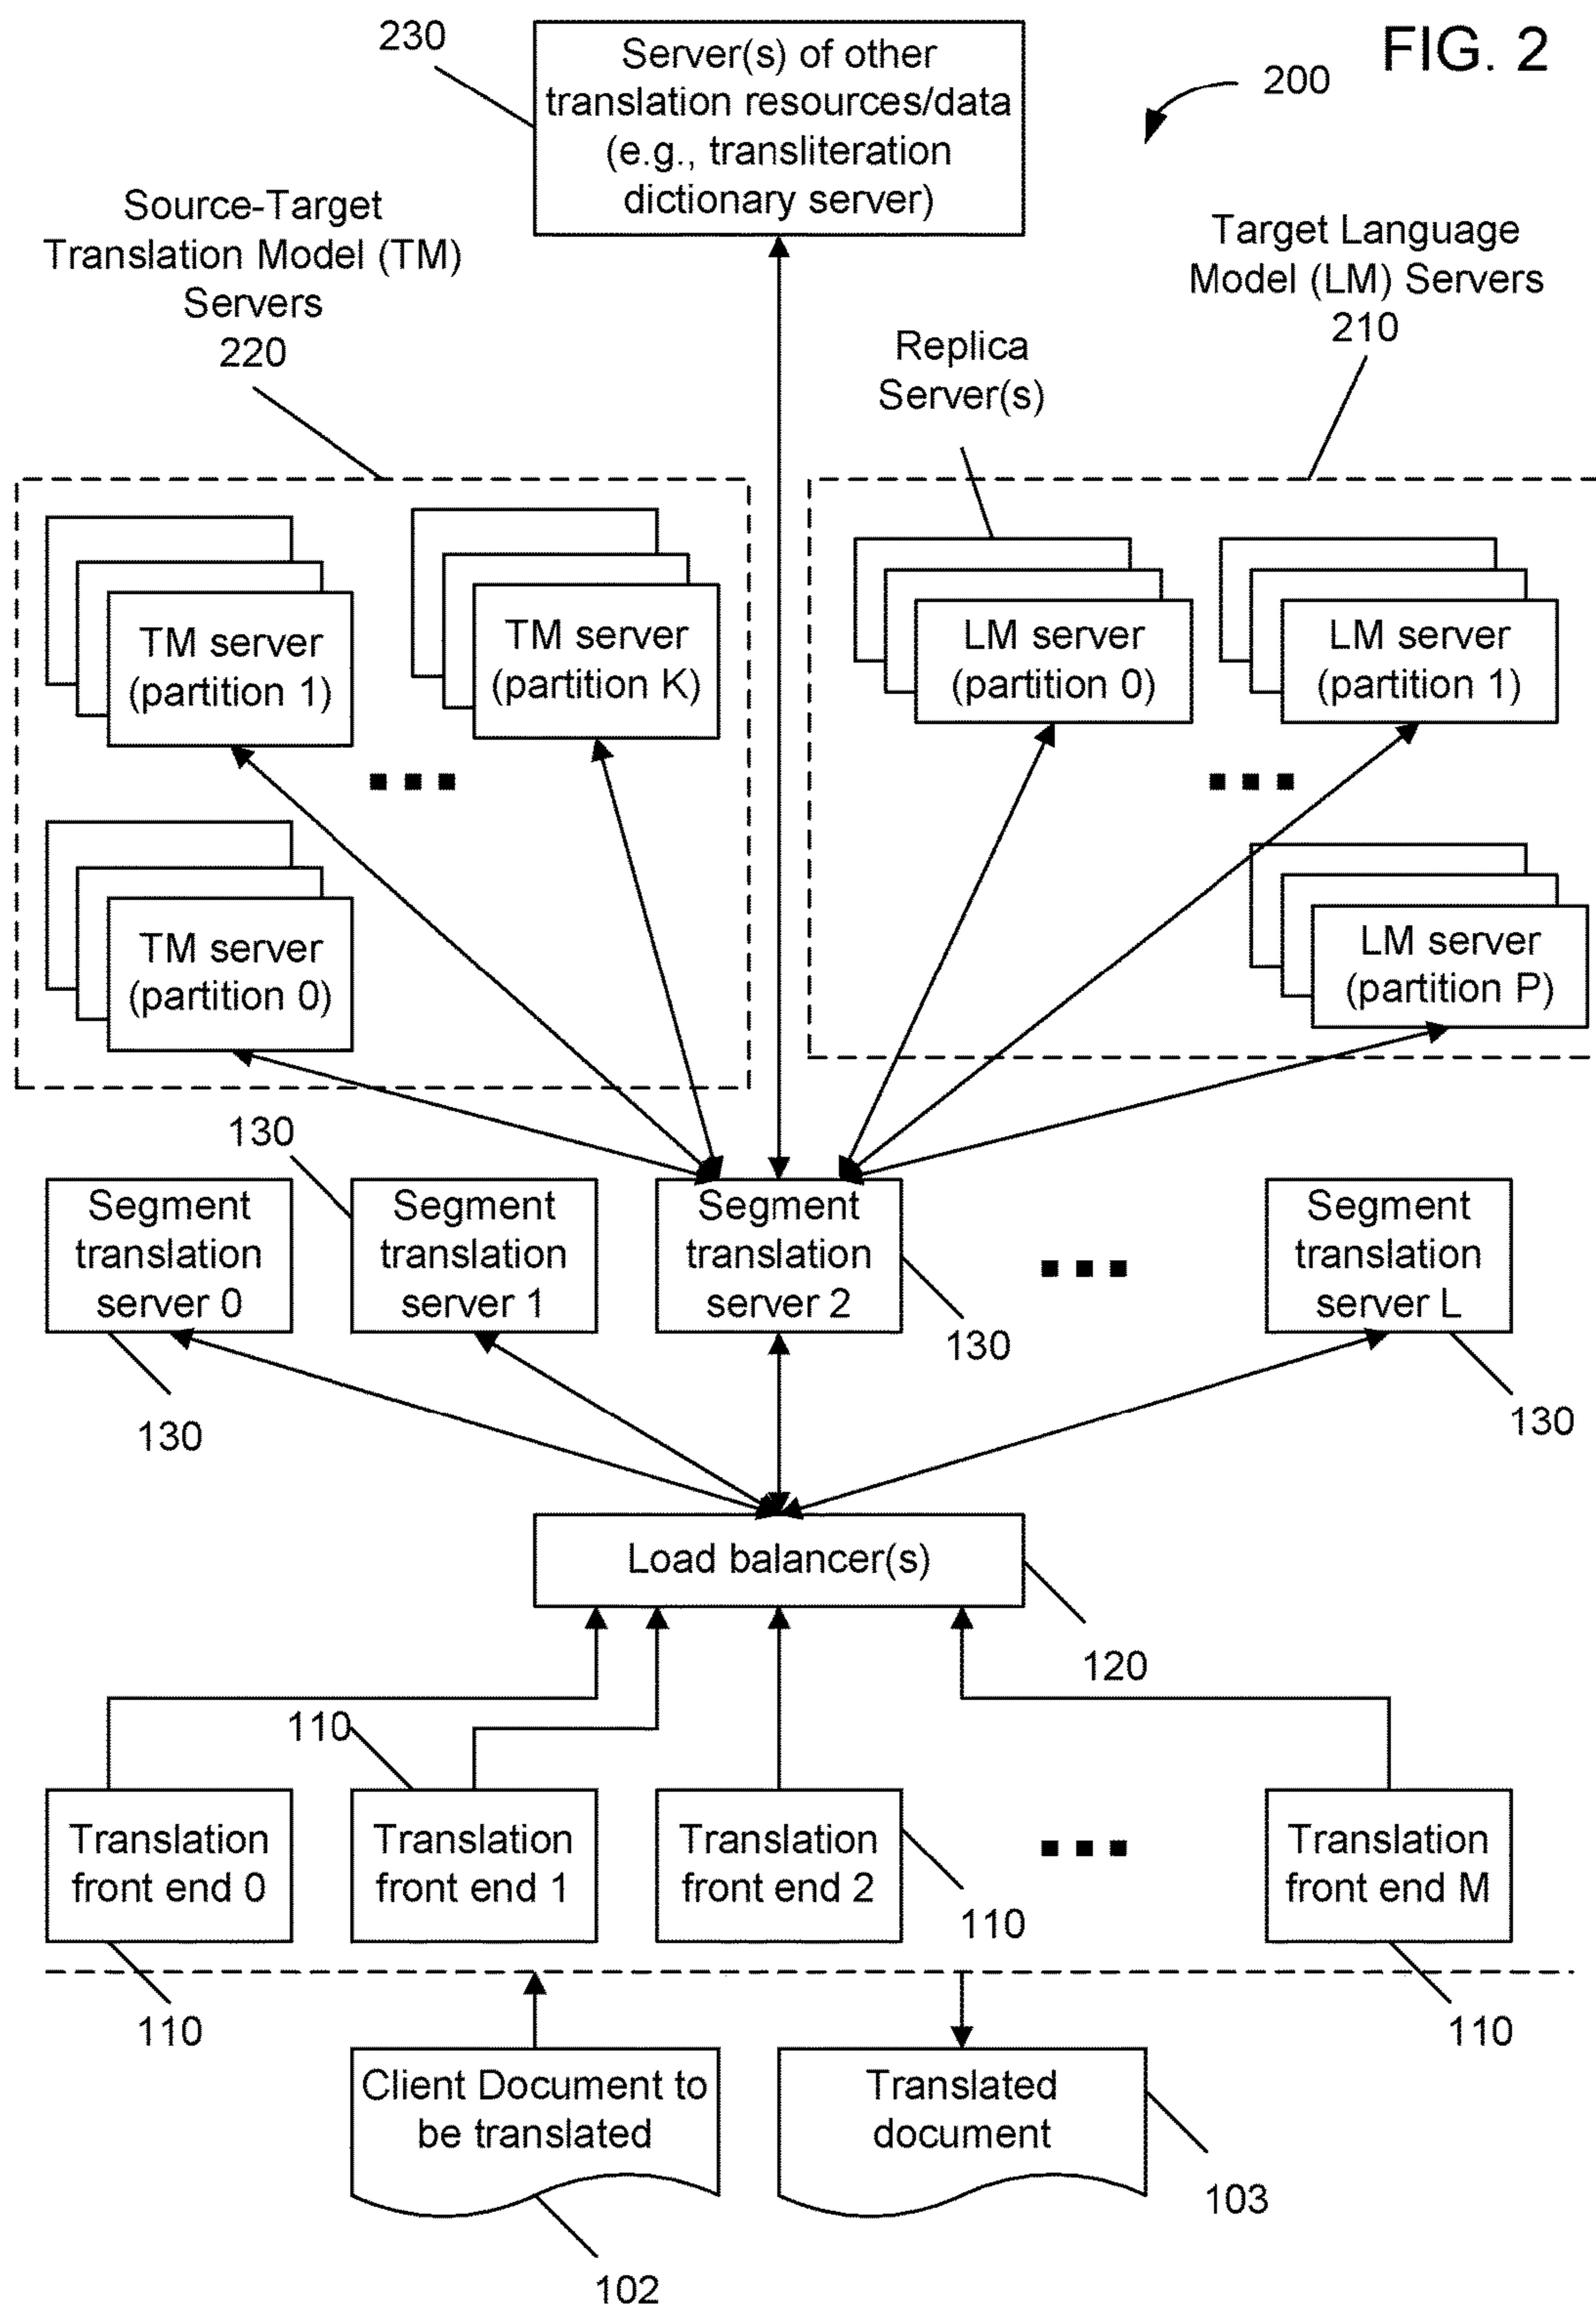 FIG. 2
200
230
Server(s) of other
translation resources/data
(e.g., transliteration
dictionary server)
Source-Target
Translation Model (TM)
Servers
220
Target Language
Model (LM) Servers
210
Replica
Server(s)
TM server
(partition 1)
TM server
(partition K)
LM server
(partition 0)
LM server
(partition 1)
TM server
(partition 0)
LM server
(partition P)
130
Segment
translation
server 0
Segment
translation
server 1
Segment
translation
server 2
Segment
translation
server L
130
130
130
Load balancer(s)
120
110
Translation
front end 0
Translation
front end 1
Translation
front end 2
Translation
front end M
110
110
110
Client Document to
be translated
Translated
document
103
102